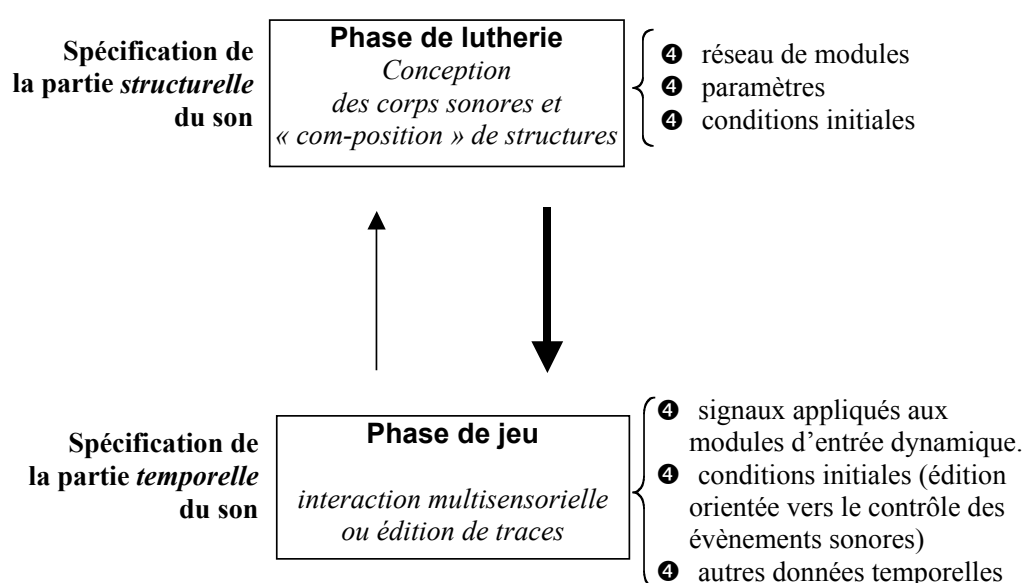 Spécification de
la partie structurelle
du son
Phase de lutherie
Conception
des corps sonores et
« com-position » de structures
❹ réseau de modules
❹ paramètres
❹ conditions initiales
Spécification de
la partie temporelle
du son
Phase de jeu
interaction multisensorielle
ou édition de traces
❹ signaux appliqués aux
modules d’entrée dynamique.
❹ conditions initiales (édition
orientée vers le contrôle des
évènements sonores)
❹ autres données temporelles